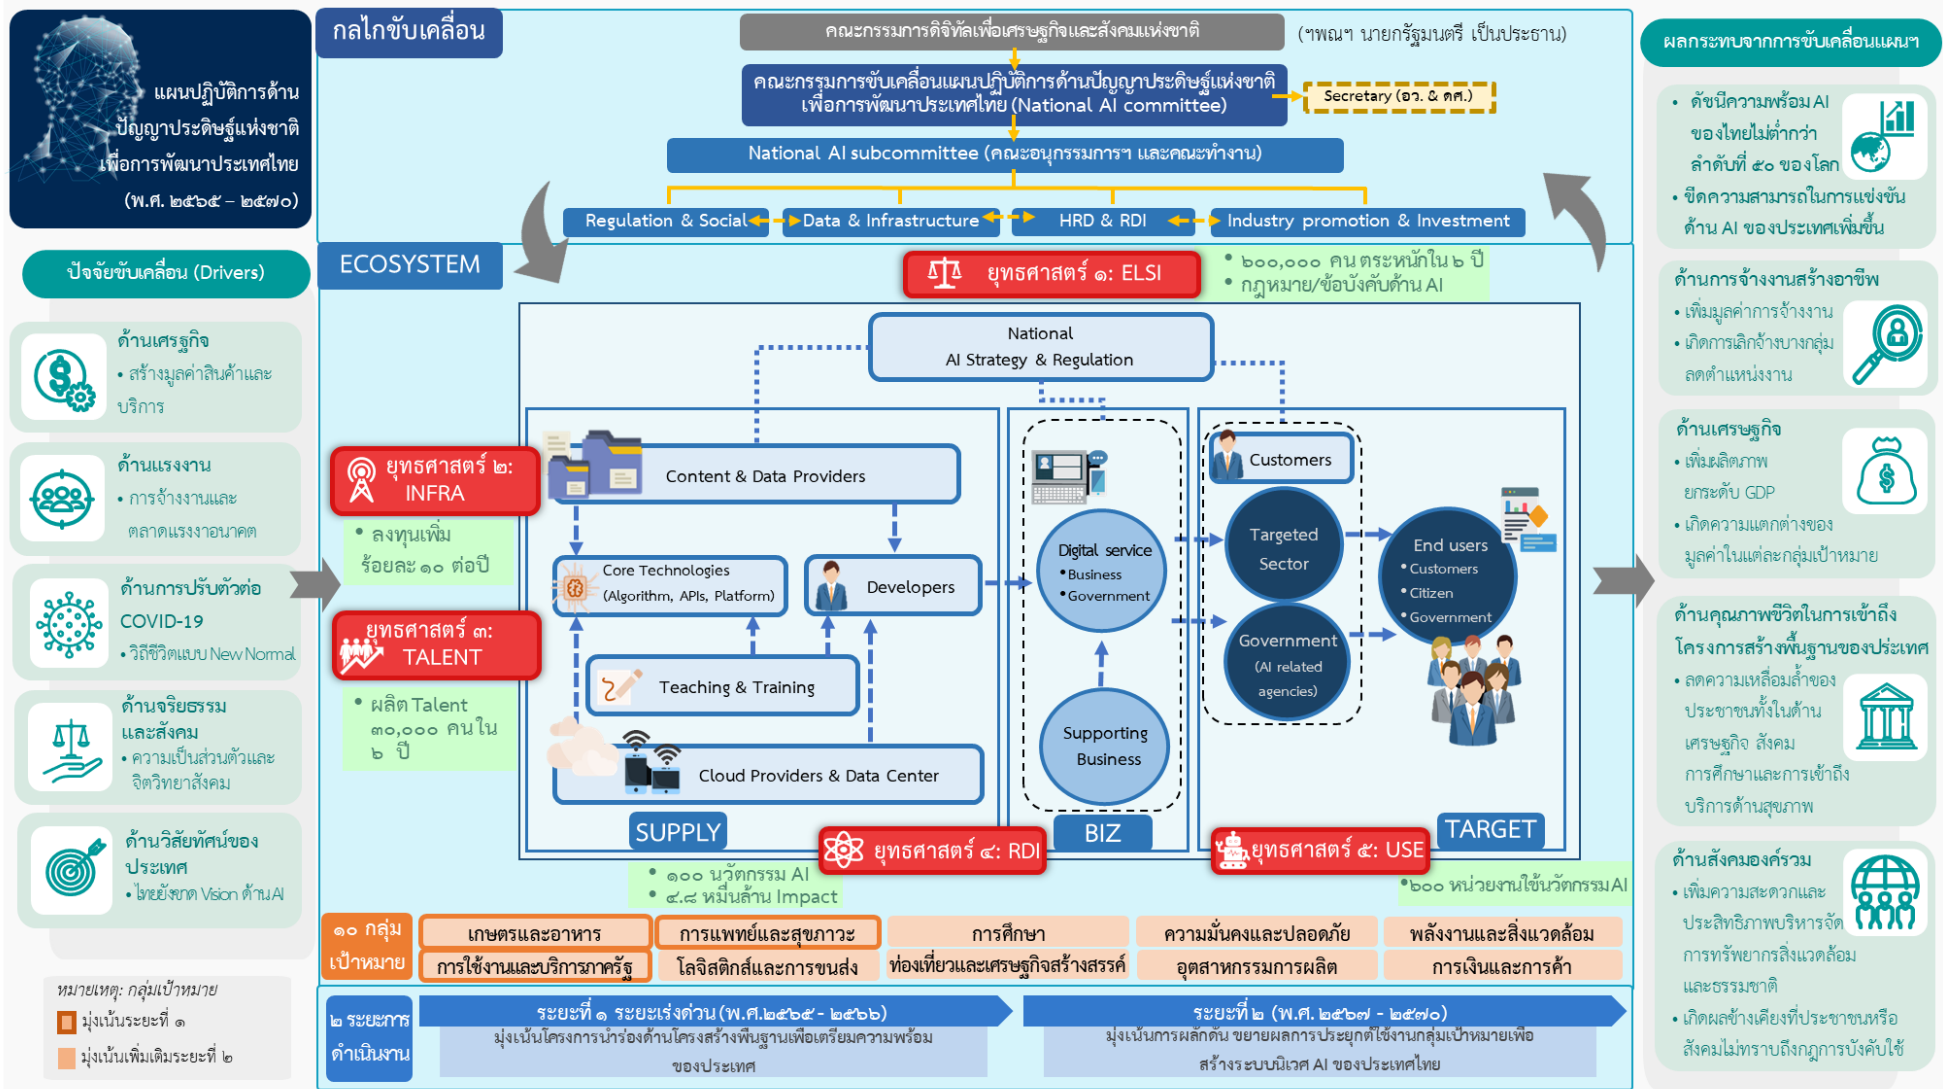 แผนปฏิบัติการด้าน
ปัญญาประดิษฐ์แห่งชาติ
เพื่อการพัฒนาประเทศไทย
(พ.ศ. ๒๕๖๕ – ๒๕๗๐)
ปัจจัยขับเคลื่อน (Drivers)
ด้านเศรฐกิจ
• สร้างมูลค่าสินค้าและ
บริการ
ด้านแรงงาน
• การจ้างงานและ
ตลาดแรงงาอนาคต
ด้านการปรับตัวต่อ
COVID-19
• วิถีชีวิตแบบ New Normal
ด้านจริยธรรม
และสังคม
• ความเป็นส่วนตัวและ
จิตวิทยาสังคม
ด้านวิสัยทัศน์ของ
ประเทศ
• ไทยยังขาด Vision ด้าน AI
หมายเหตุ: กลุ่มเป้าหมาย
มุ่งเน้นระยะที่ ๑
มุ่งเน้นเพิ่มเติมระยะที่ ๒
กลไกขับเคลื่อน
คณะกรรมการดิจิทัลเพื่อเศรษฐกิจและสังคมแห่งชาติ
(ฯพณฯ นายกรัฐมนตรี เป็นประธาน)
คณะกรรมการขับเคลื่อนแผนปฏิบัติการด้านปัญญาประดิษฐ์แห่งชาติ
เพื่อการพัฒนาประเทศไทย (National AI committee)
Secretary (อว. & ดศ.)
National AI subcommittee (คณะอนุกรรมการฯ และคณะทำงาน)
Regulation & Social
Data & Infrastructure
HRD & RDI
Industry promotion & Investment
ECOSYSTEM
ยุทธศาสตร์ ๑: ELSI
• ๖๐๐,๐๐๐ คน ตระหนักใน ๖ ปี
• กฎหมาย/ข้อบังคับด้าน AI
National
AI Strategy & Regulation
ยุทธศาสตร์ ๒:
INFRA
• ลงทุนเพิ่ม
ร้อยละ ๑๐ ต่อปี
ยุทธศาสตร์ ๓:
TALENT
• ผลิต Talent
๓๐,๐๐๐ คน ใน
๖ ปี
Content & Data Providers
Core Technologies
(Algorithm, APIs, Platform)
Developers
Teaching & Training
Cloud Providers & Data Center
SUPPLY
Digital service
• Business
• Government
Supporting
Business
BIZ
Customers
Targeted
Sector
Government
(AI related
agencies)
End users
• Customers
• Citizen
• Government
TARGET
ยุทธศาสตร์ ๔: RDI
• ๑๐๐ นวัตกรรม AI
• ๔.๘ หมื่นล้าน Impact
ยุทธศาสตร์ ๕: USE
•๖๐๐ หน่วยงานใช้นวัตกรรมAI
๑๐ กลุ่ม
เป้าหมาย
เกษตรและอาหาร
การแพทย์และสุขภาวะ
การศึกษา
ความมั่นคงและปลอดภัย
พลังงานและสิ่งแวดล้อม
การใช้งานและบริการภาครัฐ
โลจิสติกส์และการขนส่ง
ท่องเที่ยวและเศรษฐกิจสร้างสรรค์
อุตสาหกรรมการผลิต
การเงินและการค้า
๒ ระยะการ
ดำเนินงาน
ระยะที่ ๑ ระยะเร่งด่วน (พ.ศ.๒๕๖๕ - ๒๕๖๖)
มุ่งเน้นโครงการนำร่องด้านโครงสร้างพื้นฐานเพื่อเตรียมความพร้อม
ของประเทศ
ระยะที่ ๒ (พ.ศ. ๒๕๖๗ - ๒๕๗๐)
มุ่งเน้นการผลักดัน ขยายผลการประยุกต์ใช้งานกลุ่มเป้าหมายเพื่อ
สร้างระบบนิเวศ AI ของประเทศไทย
ผลกระทบจากการขับเคลื่อนแผนฯ
• ดัชนีความพร้อม AI
ของไทยไม่ต่ำกว่า
ลำดับที่ ๕๐ ของโลก
• ขีดความสามารถในการแข่งขัน
ด้าน AI ของประเทศเพิ่มขึ้น
ด้านการจ้างงานสร้างอาชีพ
• เพิ่มมูลค่าการจ้างงาน
• เกิดการเลิกจ้างบางกลุ่ม
ลดตำแหน่งงาน
ด้านเศรษฐกิจ
• เพิ่มผลิตภาพ
ยกระดับ GDP
• เกิดความแตกต่างของ
มูลค่าในแต่ละกลุ่มเป้าหมาย
ด้านคุณภาพชีวิตในการเข้าถึง
โครงการสร้างพื้นฐานของประเทศ
• ลดความเหลื่อมล้ำของ
ประชาชนทั้งในด้าน
เศรษฐกิจ สังคม
การศึกษาและการเข้าถึง
บริการด้านสุขภาพ
ด้านสังคมองค์รวม
• เพิ่มความสะดวกและ
ประสิทธิภาพบริหารจัด
การทรัพยากรสิ่งแวดล้อม
และธรรมชาติ
• เกิดผลข้างเคียงที่ประชาชนหรือ
สังคมไม่ทราบถึงกฎการบังคับใช้